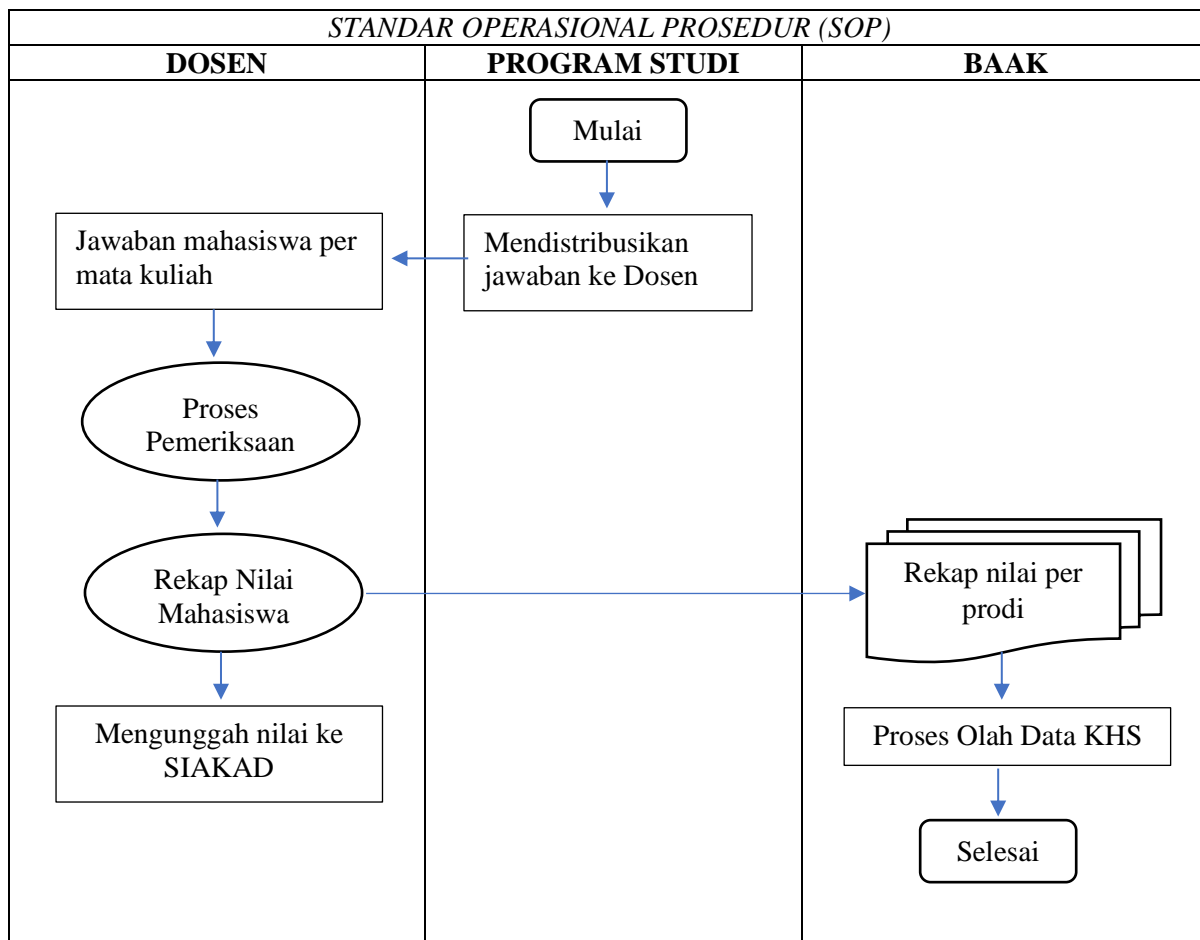 STANDAR OPERASIONAL PROSEDUR (SOP)
DOSEN
PROGRAM STUDI
BAAK
Mulai
Mendistribusikan
jawaban ke Dosen
Jawaban mahasiswa per
mata kuliah
Proses
Pemeriksaan
Rekap Nilai
Mahasiswa
Rekap nilai per
prodi
Mengunggah nilai ke
SIAKAD
Proses Olah Data KHS
Selesai